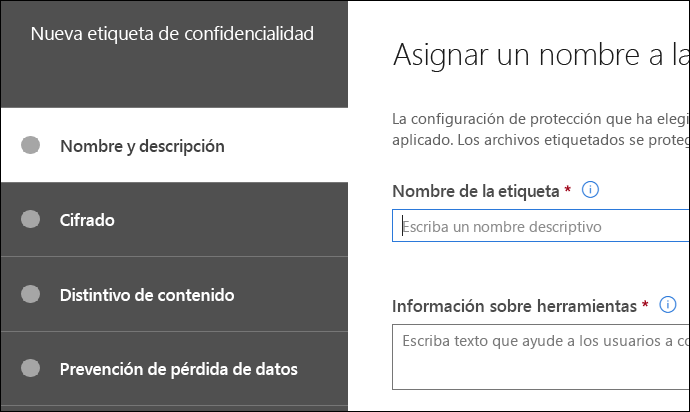 Nueva etiqueta de confidencialidad
Nombre y descripción
Cifrado
Distintivo de contenido
Prevención de pérdida de datos
Asignar un nombre a la
La configuración de protección que ha elegi
aplicado. Los archivos etiquetados se proteg
Nombre de la etiqueta *
Escriba un nombre descriptivo
Información sobre herramientas *
Escriba texto que ayude a los usuarios a co